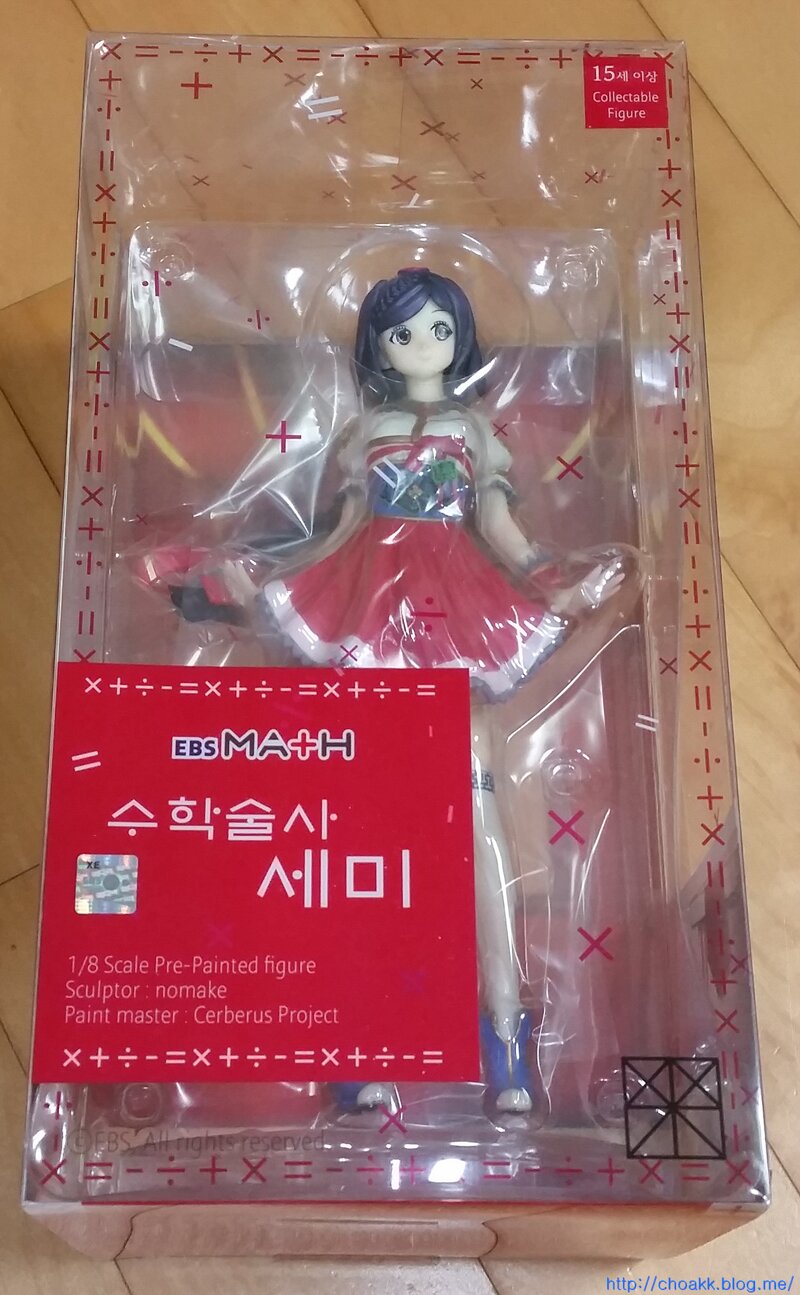 15세 이상
Collectable
Figure
×+÷-=×+÷-=×+÷-=
EBS MATH
수학술사
세미
XE
1/8 Scale Pre-Painted figure
Sculptor : nomake
Paint master : Cerberus Project
×+÷-=×+÷-=×+÷-=
©EBS, All rights reserved
http://choakk.blog.me/